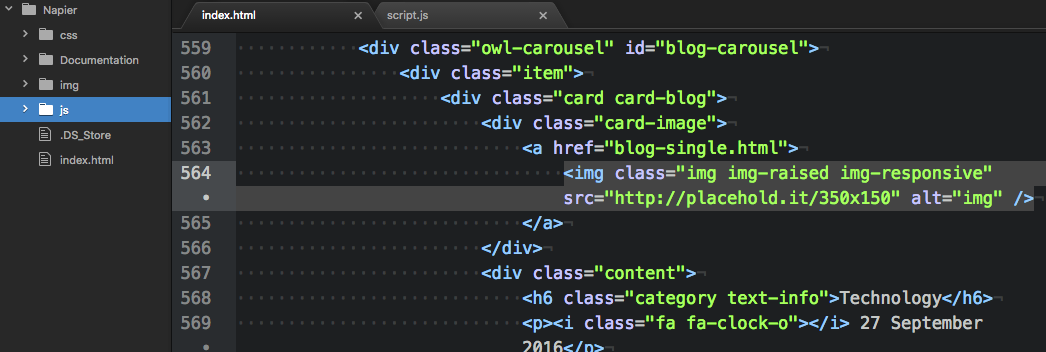 Napier
css
Documentation
img
js
.DS_Store
index.html
index.html × script.js ×
559 <div class="owl-carousel" id="blog-carousel">
560 <div class="item">
561 <div class="card card-blog">
562 <div class="card-image">
563 <a href="blog-single.html">
564 <img class="img img-raised img-responsive"
• src="http://placehold.it/350x150" alt="img" />
565 </a>
566 </div>
567 <div class="content">
568 <h6 class="category text-info">Technology</h6>
569 <p><i class="fa fa-clock-o"></i> 27 September
• 2016</p>